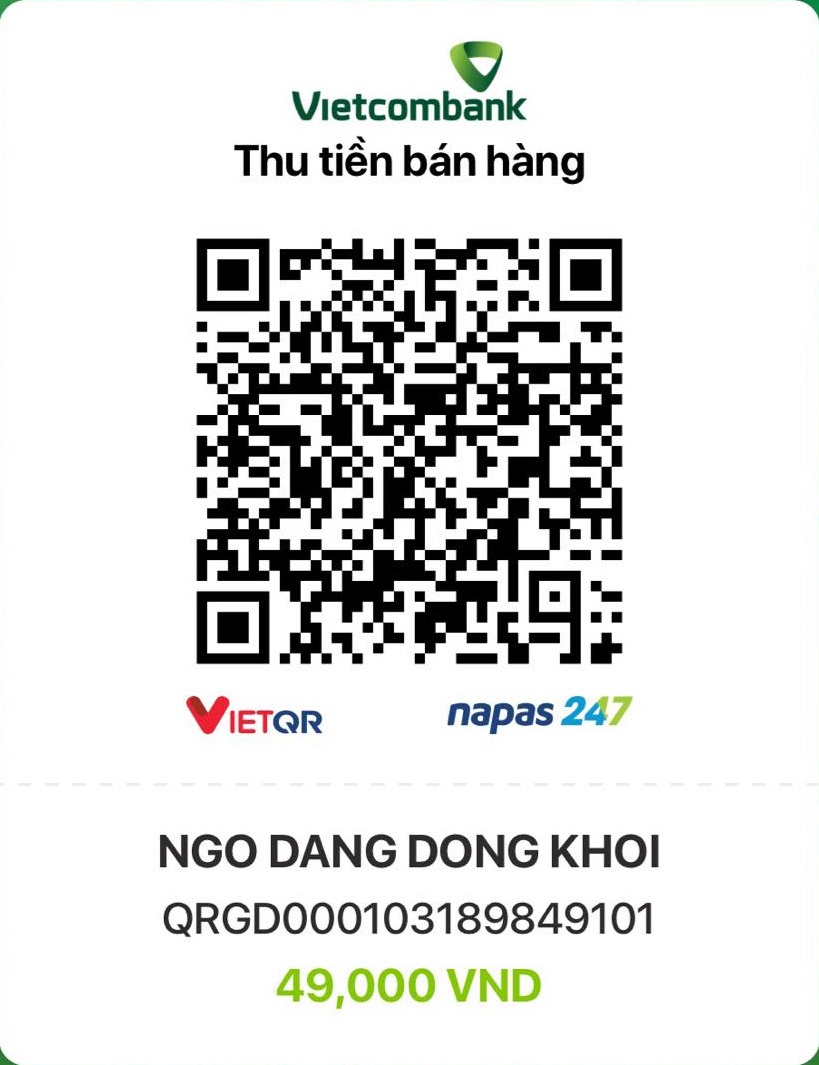 Vietcombank
Thu tiền bán hàng
VIETQR
napas 247
NGO DANG DONG KHOI
QRGD000103189849101
49,000 VND